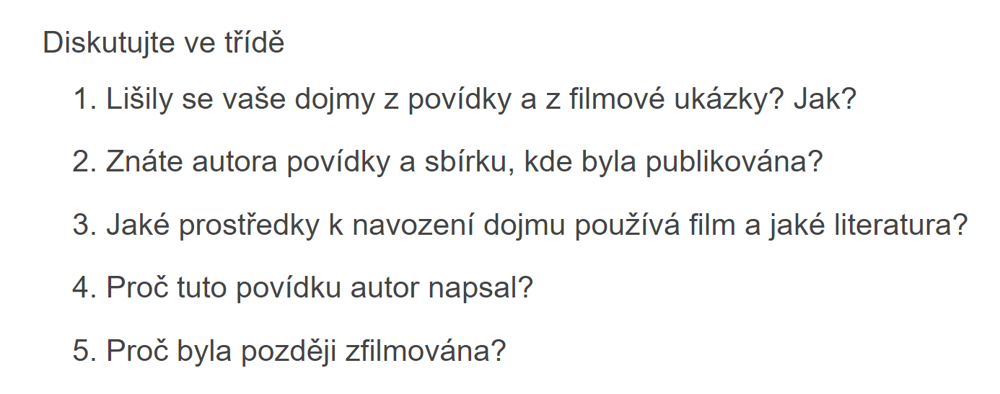 Diskutujte ve třídě
1. Lišily se vaše dojmy z povídky a z filmové ukázky? Jak?
2. Znáte autora povídky a sbírku, kde byla publikována?
3. Jaké prostředky k navození dojmu používá film a jaké literatura?
4. Proč tuto povídku autor napsal?
5. Proč byla později zfilmována?